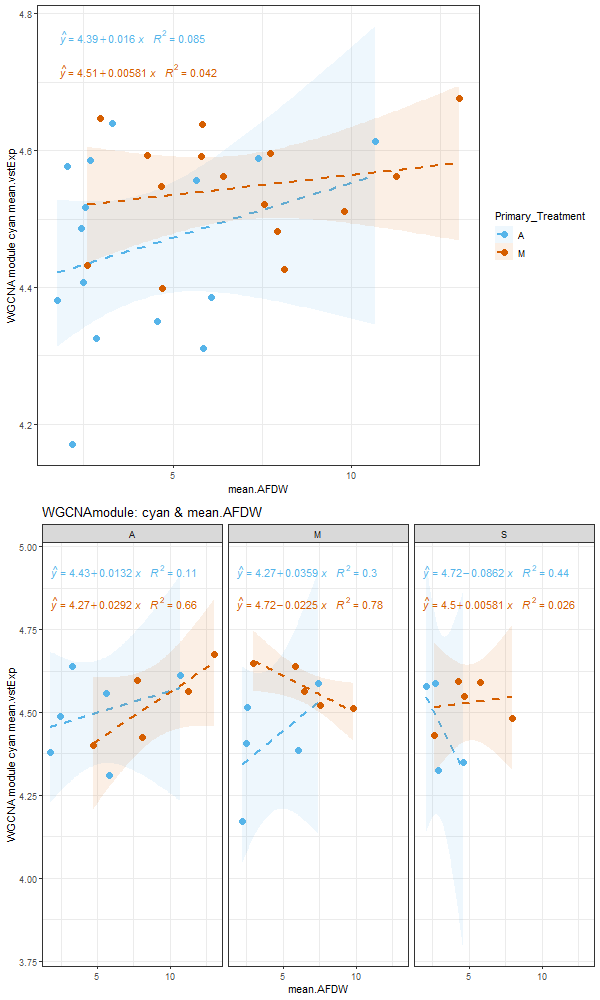 4.8
ŷ = 4.39 + 0.016 x R² = 0.085
ŷ = 4.51 + 0.00581 x R² = 0.042
4.6
4.4
4.2
WGCNA module cyan mean.vstExp
5
10
mean.AFDW
Primary_Treatment
A
M
WGCNAmodule: cyan & mean.AFDW
A
M
S
5.00
4.75
4.50
4.25
4.00
3.75
ŷ = 4.43 + 0.0132 x R² = 0.11
ŷ = 4.27 + 0.0292 x R² = 0.66
ŷ = 4.27 + 0.0359 x R² = 0.3
ŷ = 4.72 − 0.0225 x R² = 0.78
ŷ = 4.72 − 0.0862 x R² = 0.44
ŷ = 4.5 + 0.00581 x R² = 0.026
WGCNA module cyan mean.vstExp
5
10
5
10
5
10
mean.AFDW